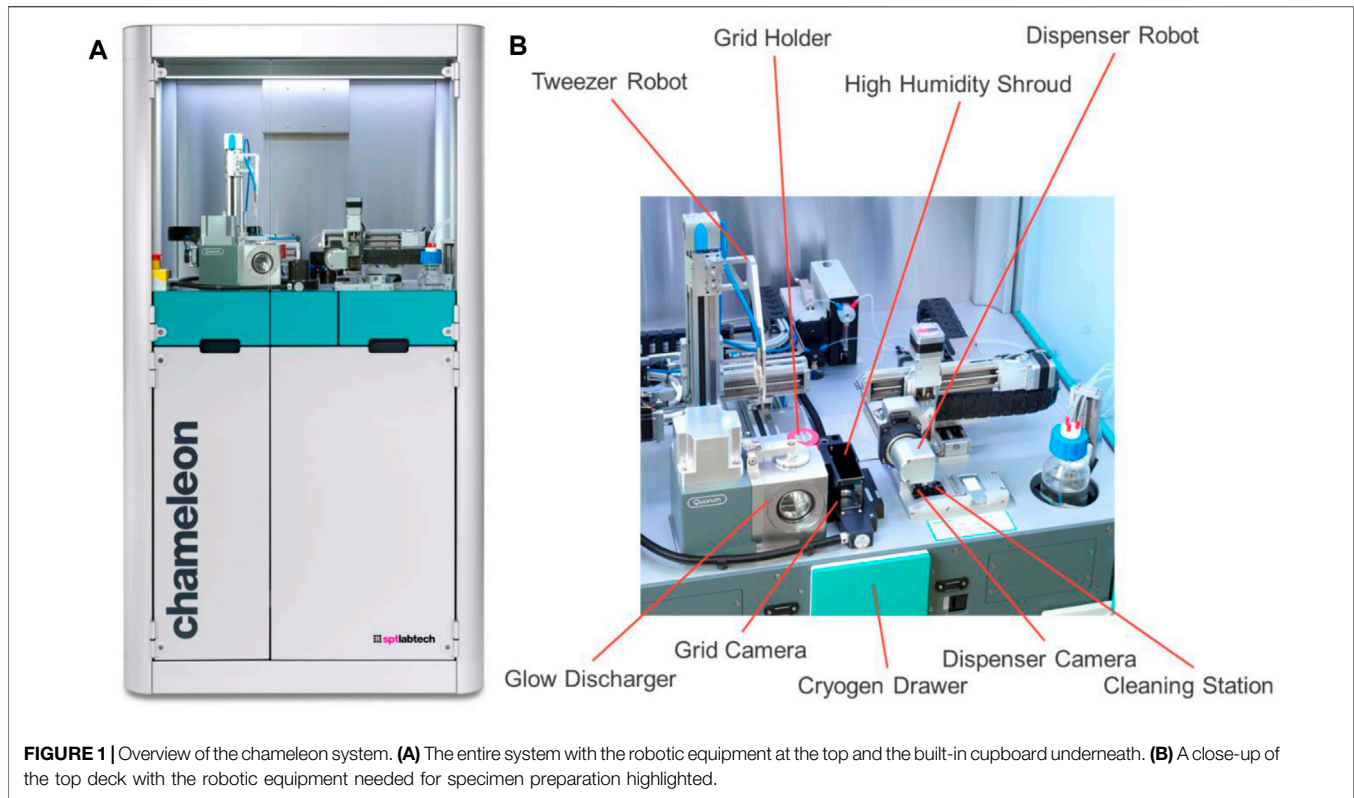 A
B
Grid Holder
Dispenser Robot
Tweezer Robot
High Humidity Shroud
Quorum
Quorum
chameleon
sptlabtech
Grid Camera
Dispenser Camera
Glow Discharger
Cryogen Drawer
Cleaning Station
FIGURE 1 | Overview of the chameleon system. (A) The entire system with the robotic equipment at the top and the built-in cupboard underneath. (B) A close-up of
the top deck with the robotic equipment needed for specimen preparation highlighted.